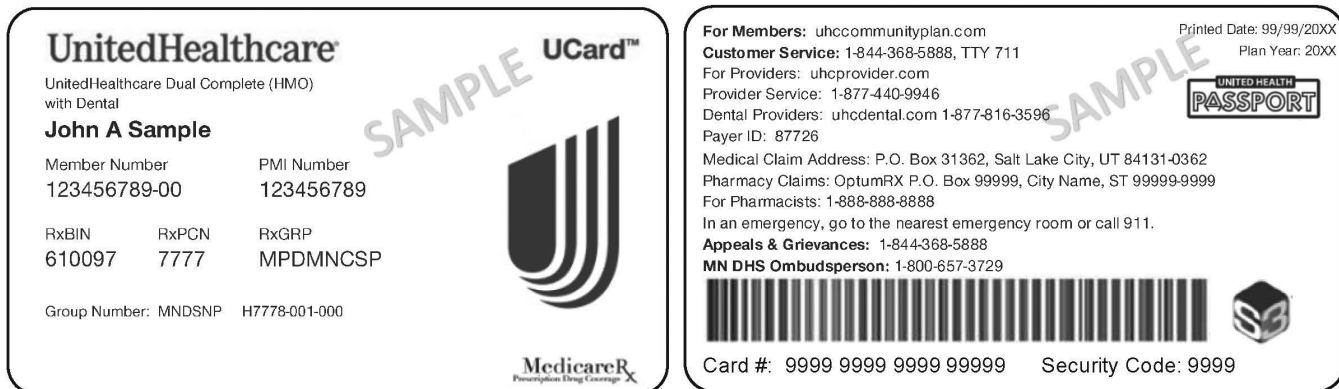 UnitedHealthcare®
UCard™
SAMPLE
UnitedHealthcare Dual Complete (HMO)
with Dental
John A Sample
Member Number PMI Number
123456789-00 123456789
RxBIN RxPCN RxGRP
610097 7777 MPDMNCSP
Group Number: MNDSNP H7778-001-000
MedicareRx
Prescription Drug Coverage
For Members: uhccommunityplan.com
Customer Service: 1-844-368-5888, TTY 711
For Providers: uhcprovider.com
Provider Service: 1-877-440-9946
Dental Providers: uhcdental.com 1-877-816-3596
Payer ID: 87726
Printed Date: 99/99/20XX
Plan Year: 20XX
UNITED HEALTH
PASSPORT
SAMPLE
Medical Claim Address: P.O. Box 31362, Salt Lake City, UT 84131-0362
Pharmacy Claims: OptumRX P.O. Box 99999, City Name, ST 99999-9999
For Pharmacists: 1-888-888-8888
In an emergency, go to the nearest emergency room or call 911.
Appeals & Grievances: 1-844-368-5888
MN DHS Ombudsperson: 1-800-657-3729
S3
Card #: 9999 9999 9999 99999 Security Code: 9999